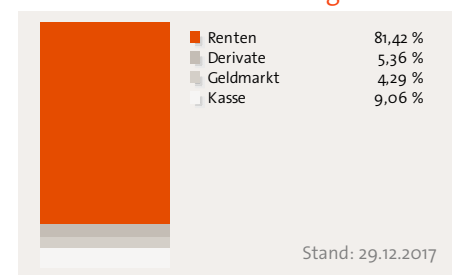 Renten 81,42 %
Derivate 5,36 %
Geldmarkt 4,29 %
Kasse 9,06 %
Stand: 29.12.2017